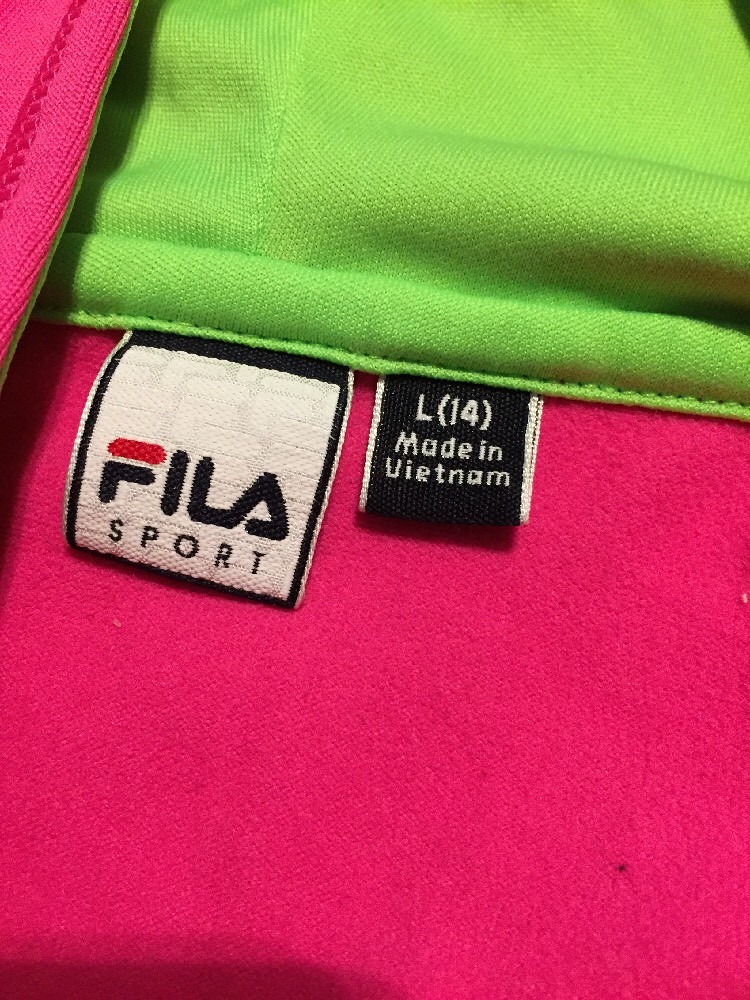 FILA
SPORT
L(14)
Made in
Vietnam